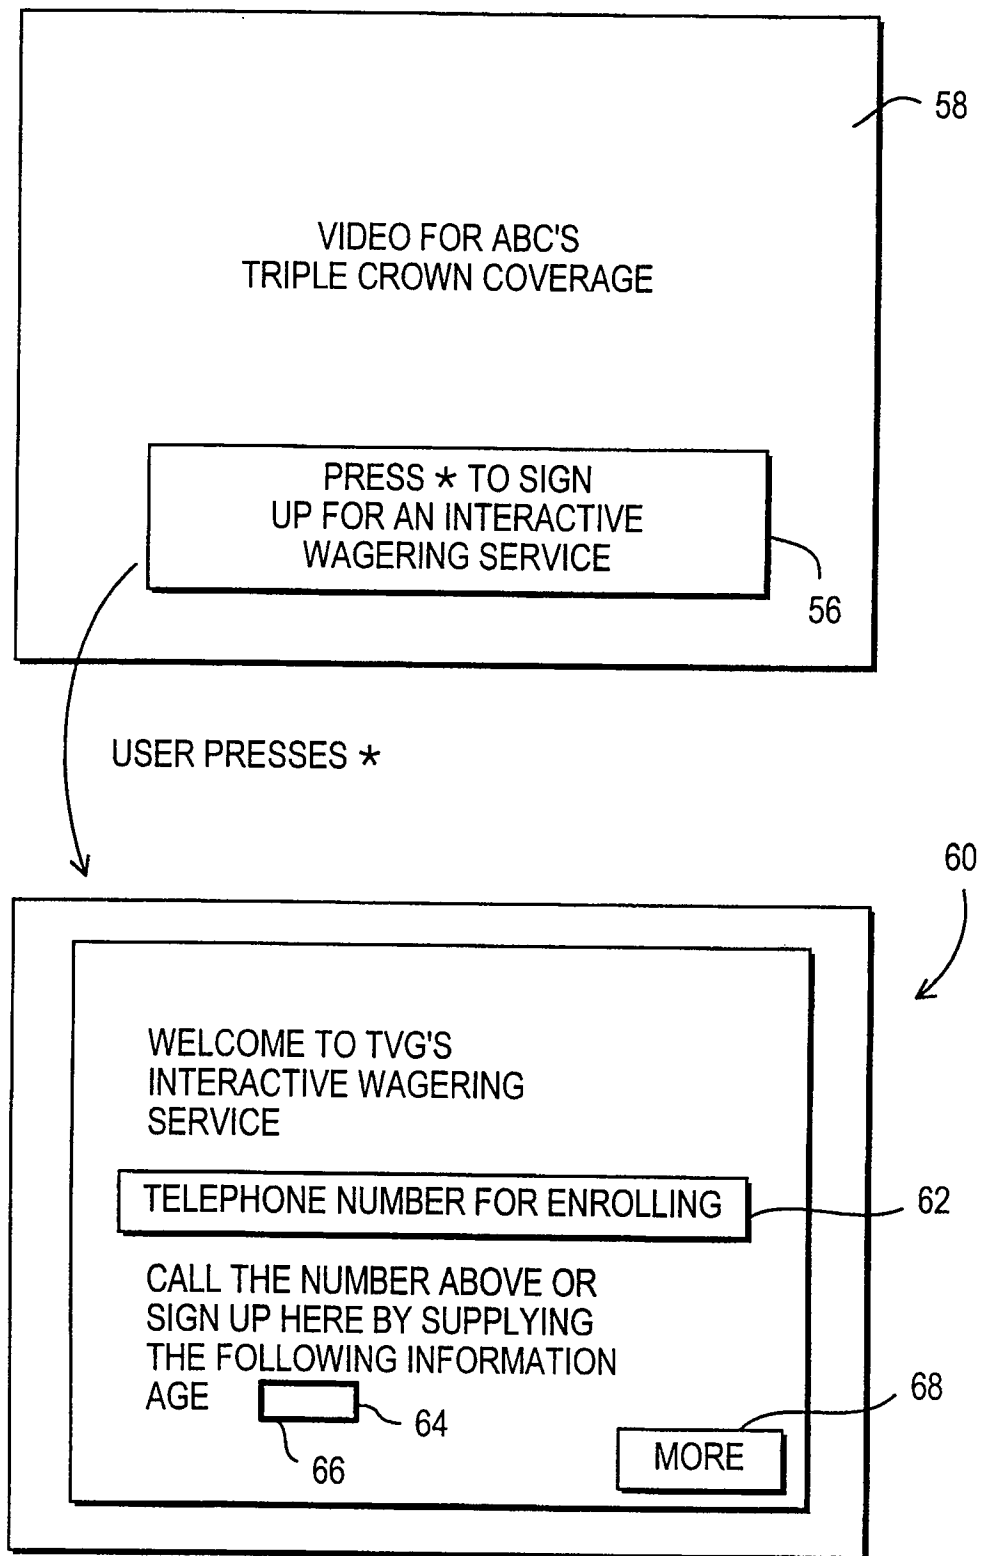 58
VIDEO FOR ABC'S
TRIPLE CROWN COVERAGE
PRESS * TO SIGN
UP FOR AN INTERACTIVE
WAGERING SERVICE
56
USER PRESSES *
60
WELCOME TO TVG'S
INTERACTIVE WAGERING
SERVICE
TELEPHONE NUMBER FOR ENROLLING
62
CALL THE NUMBER ABOVE OR
SIGN UP HERE BY SUPPLYING
THE FOLLOWING INFORMATION
AGE
64
66
68
MORE